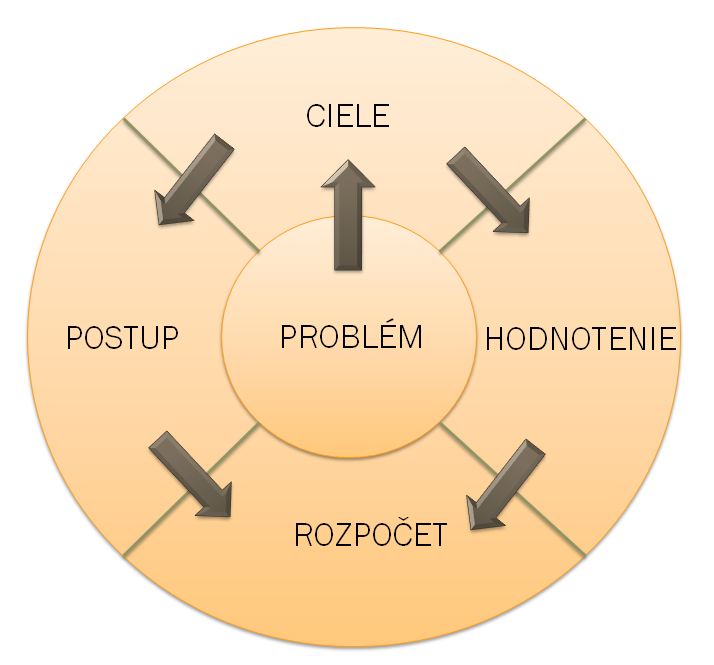 CIELE
POSTUP
PROBLÉM
HODNOTENIE
ROZPOČET